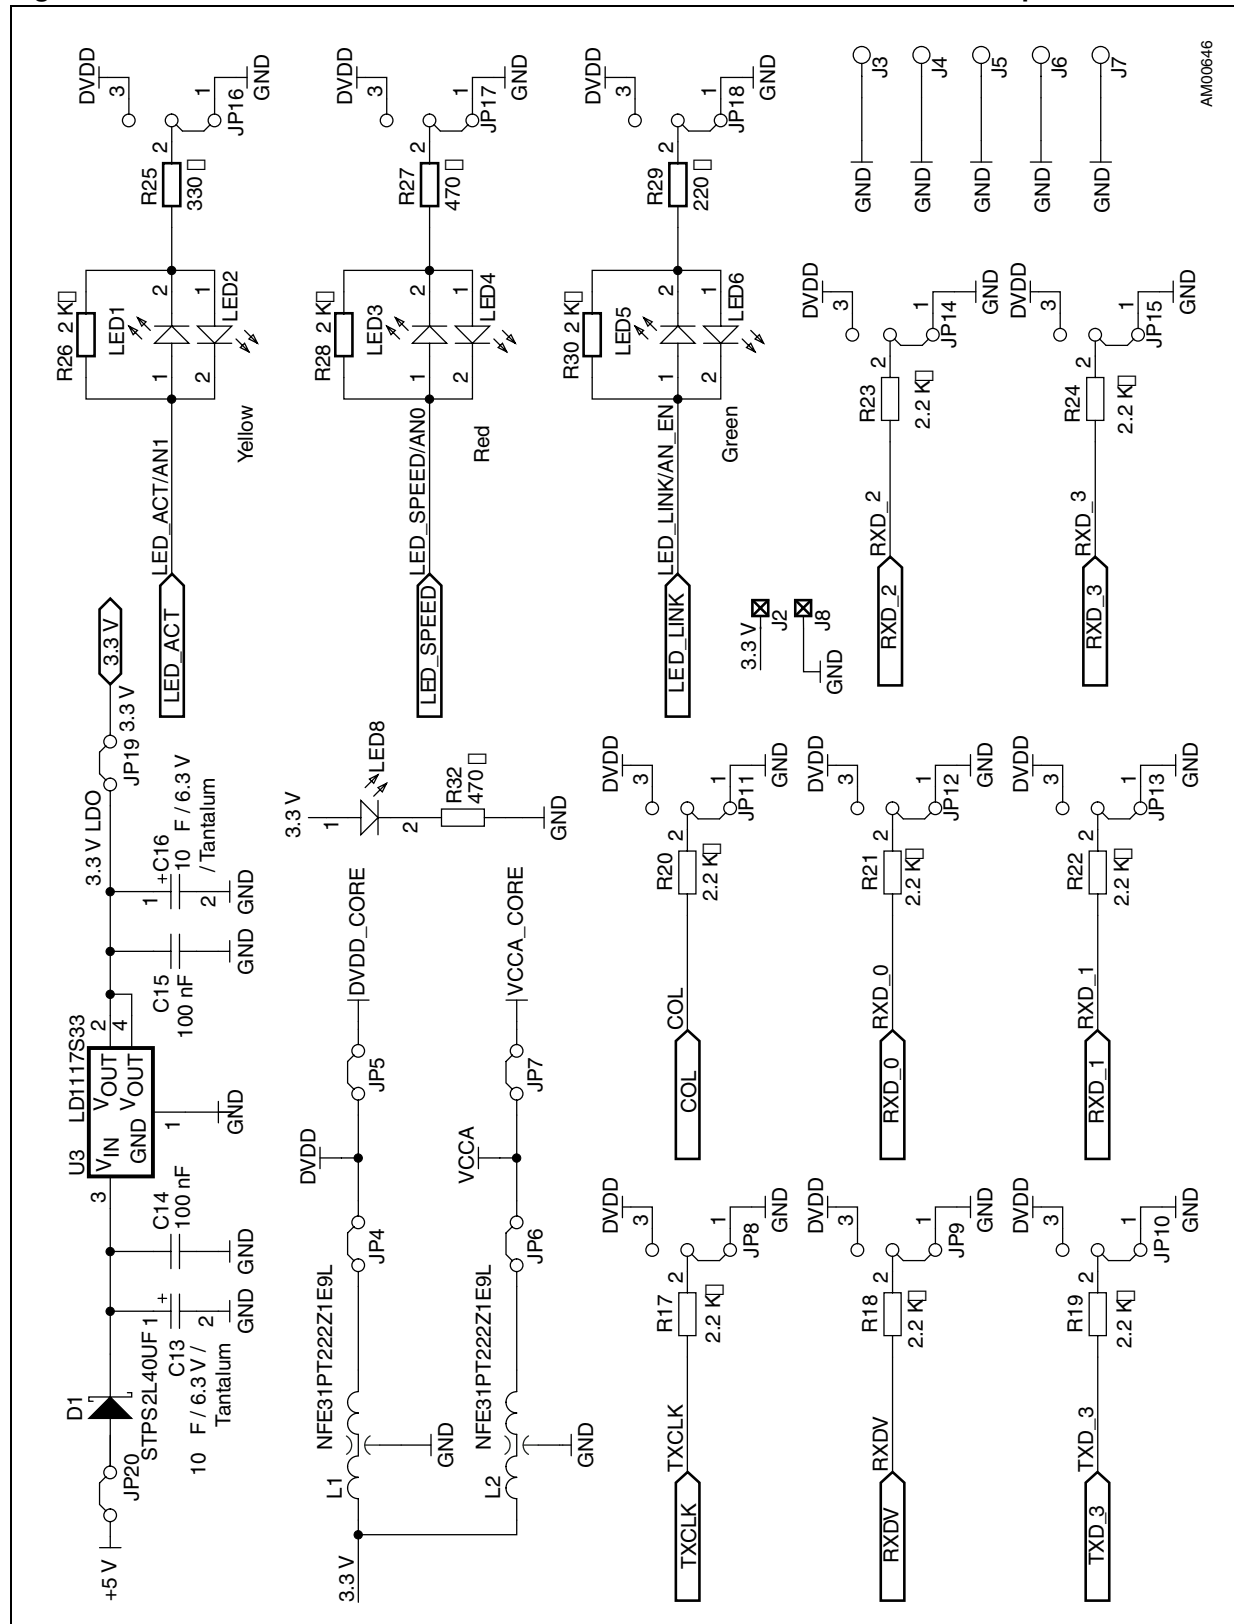 AM00646
+5 V
JP20
D1
STPS2L40UF
C13
1
+
2
10 F / 6.3 V /
Tantalum
GND
C14
100 nF
GND
U3 LD1117S33
3
VIN
VOUT
VOUT
GND
2
4
1
GND
C15
100 nF
GND
3.3 V LDO
1
+C16
2
10 F / 6.3 V
/ Tantalum
GND
JP19
3.3 V
3.3 V
3.3 V
L1
NFE31PT222Z1E9L
GND
JP4
DVDD
JP5
DVDD_CORE
L2
NFE31PT222Z1E9L
GND
JP6
VCCA
JP7
VCCA_CORE
3.3 V
1
LED8
2
R32
470
GND
LED_ACT
LED_ACT/AN1
R26 2 K
LED1
1
2
2
1
LED2
Yellow
R25
330
2
DVDD
3
1
GND
JP16
LED_SPEED
LED_SPEED/AN0
R28 2 K
LED3
1
2
2
1
LED4
Red
R27
470
2
DVDD
3
1
GND
JP17
LED_LINK
LED_LINK/AN_EN
R30 2 K
LED5
1
2
2
1
LED6
Green
R29
220
2
DVDD
3
1
GND
JP18
TXCLK
TXCLK
R17
2.2 K
2
DVDD
3
1
GND
JP8
COL
COL
R20
2.2 K
2
DVDD
3
1
GND
JP11
3.3 V
J2
J8
GND
RXDV
RXDV
R18
2.2 K
2
DVDD
3
1
GND
JP9
RXD_0
RXD_0
R21
2.2 K
2
DVDD
3
1
GND
JP12
RXD_2
RXD_2
R23
2.2 K
2
DVDD
3
1
GND
JP14
TXD_3
TXD_3
R19
2.2 K
2
DVDD
3
1
GND
JP10
RXD_1
RXD_1
R22
2.2 K
2
DVDD
3
1
GND
JP13
RXD_3
RXD_3
R24
2.2 K
2
DVDD
3
1
GND
JP15
GND
J3
GND
J4
GND
J5
GND
J6
GND
J7